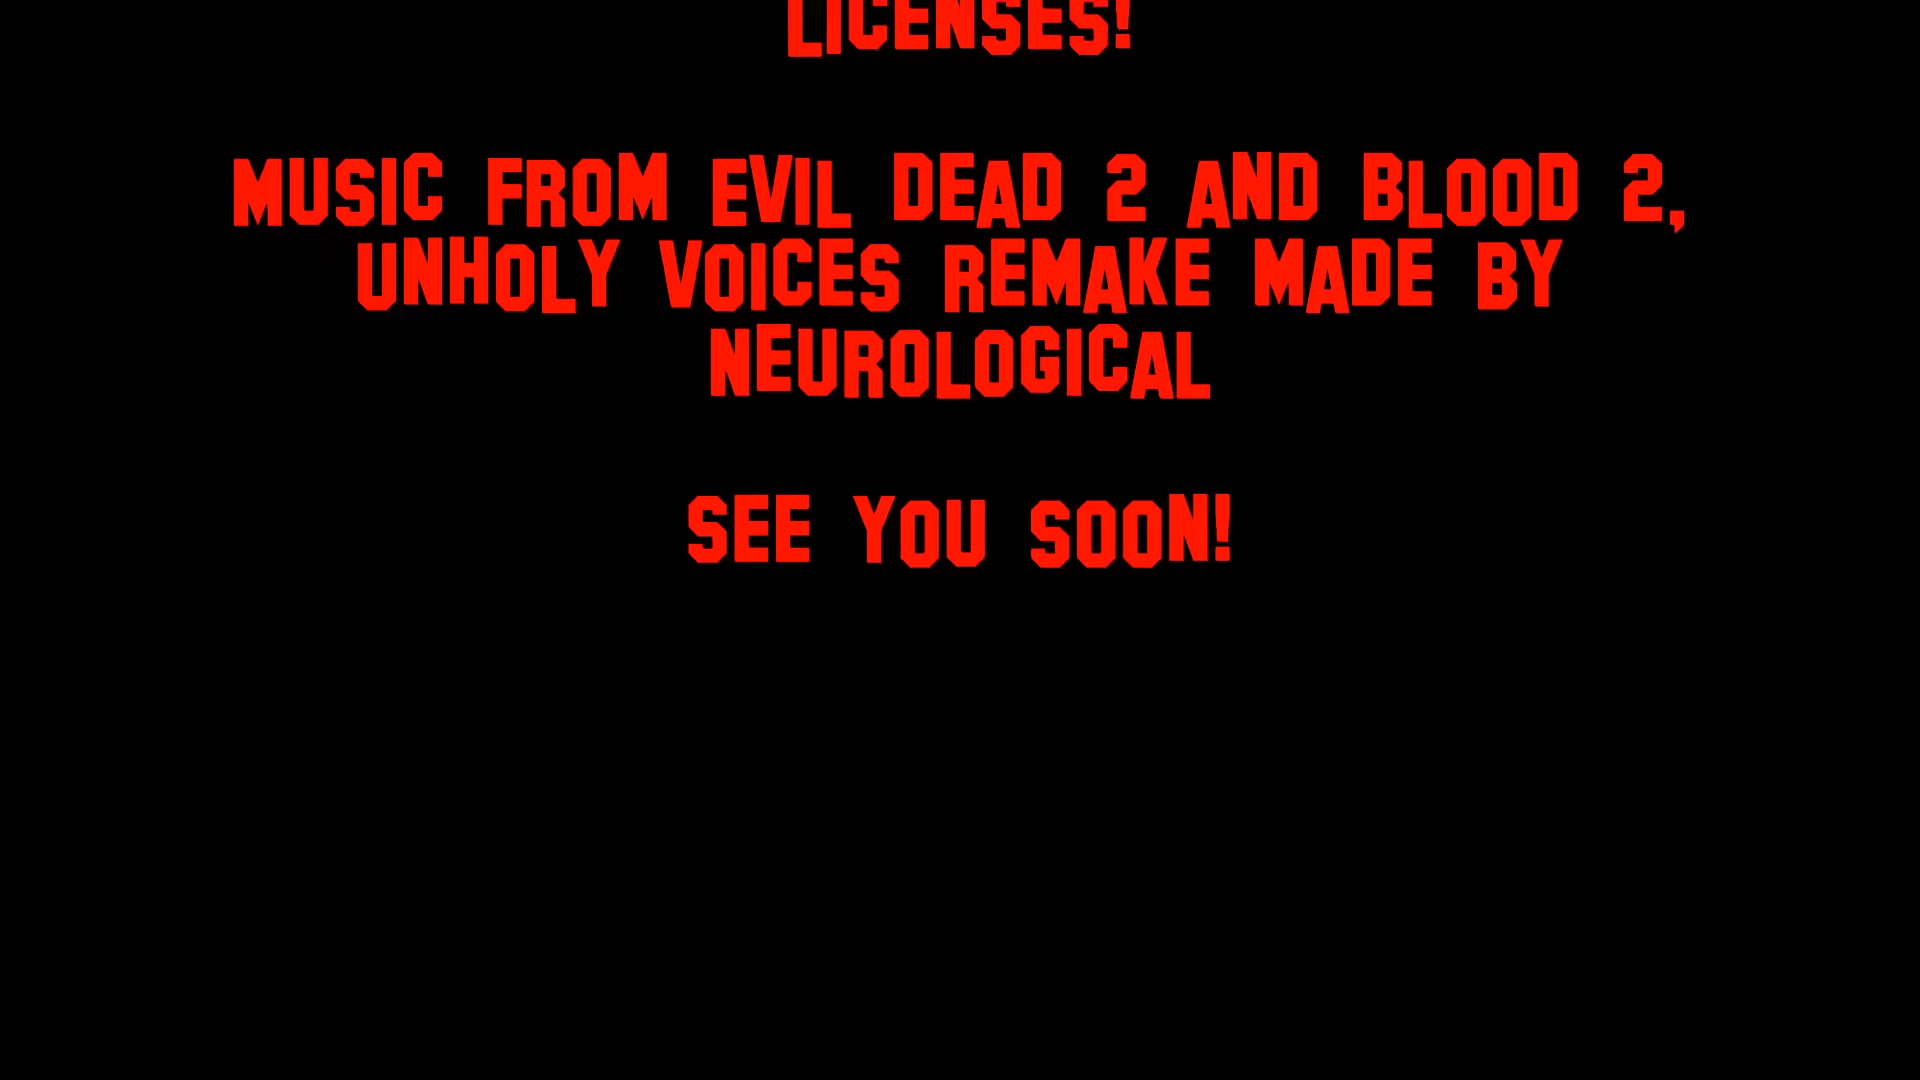 LICENSES!
MUSIC FROM EVIL DEAD 2 AND BLOOD 2,
UNHOLY VOICES REMAKE MADE BY
NEUROLOGICAL
SEE YOU SOON!